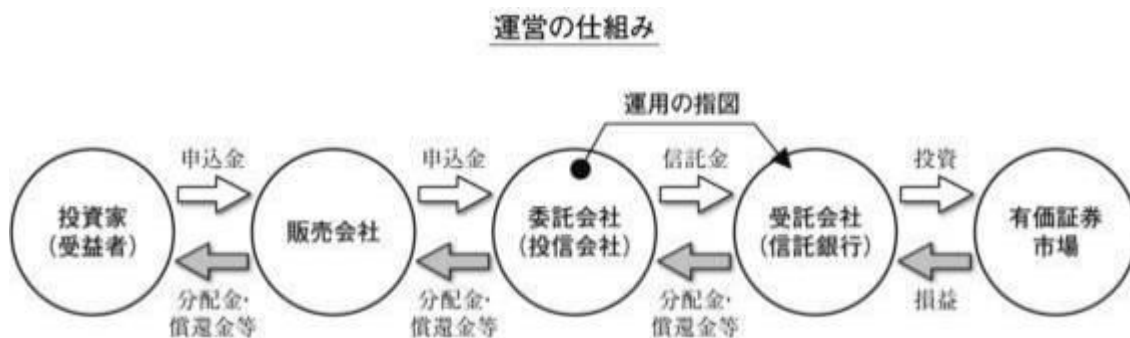 運営の仕組み
運用の指図
申込金
申込金
信託金
投資
投資家
（受益者）
販売会社
委託会社
（投信会社）
受託会社
（信託銀行）
有価証券
市場
分配金・
償還金等
分配金・
償還金等
分配金・
償還金等
損益